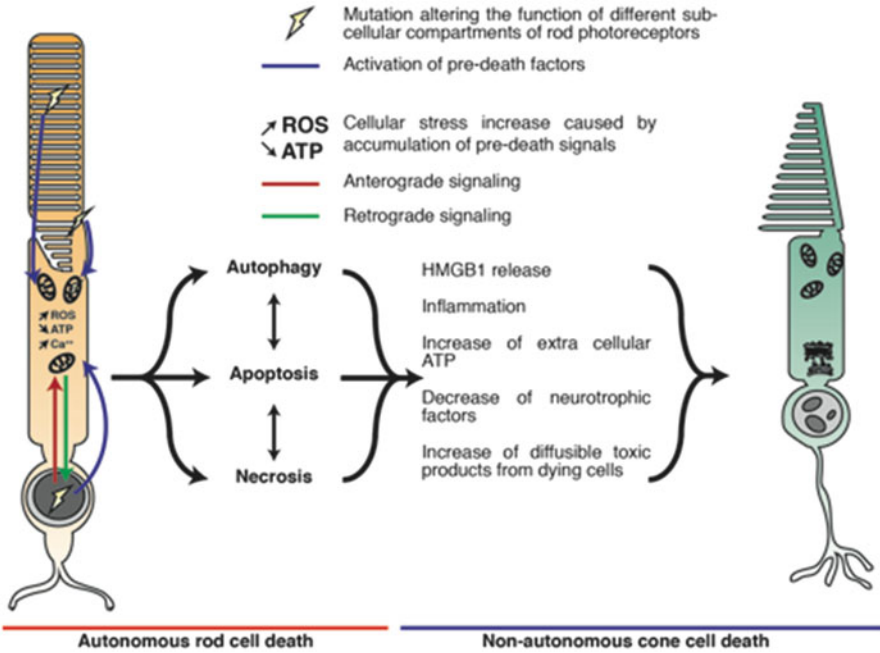 Mutation altering the function of different sub-
cellular compartments of rod photoreceptors
Activation of pre-death factors
↗ ROS
↘ ATP
Cellular stress increase caused by
accumulation of pre-death signals
Anterograde signaling
Retrograde signaling
↗ROS
↘ATP
↗Ca⁺⁺
Autophagy
Apoptosis
Necrosis
HMGB1 release
Inflammation
Increase of extra cellular
ATP
Decrease of neurotrophic
factors
Increase of diffusible toxic
products from dying cells
Autonomous rod cell death
Non-autonomous cone cell death